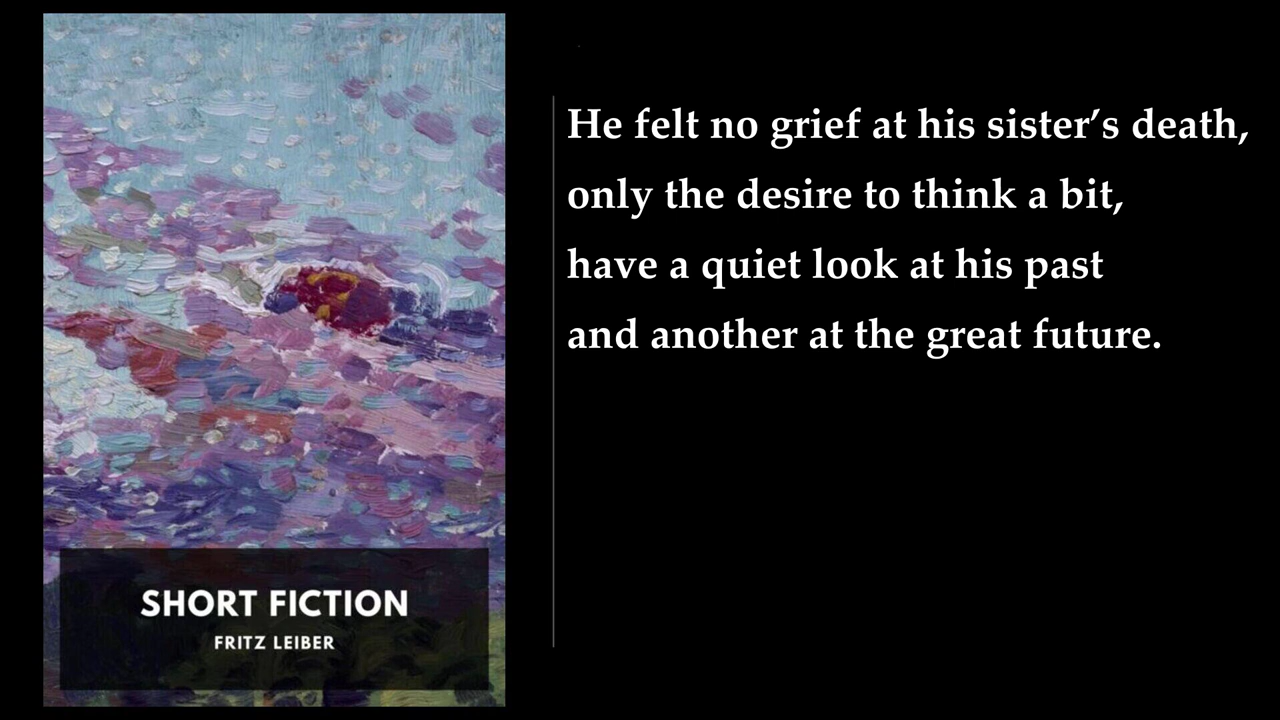 SHORT FICTION
FRITZ LEIBER
He felt no grief at his sister’s death,
only the desire to think a bit,
have a quiet look at his past
and another at the great future.